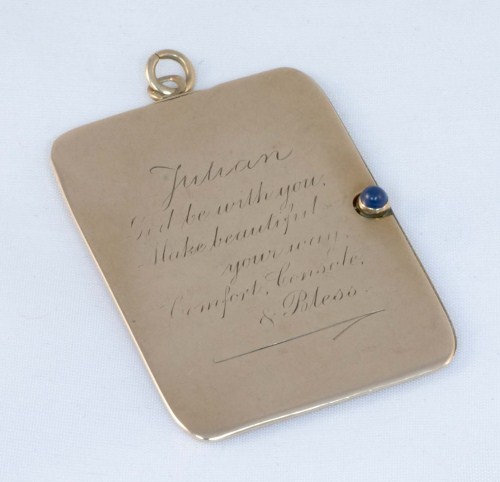 Julian
God be with you.
Make beautiful
your way.
Comfort, Console,
& Bless.